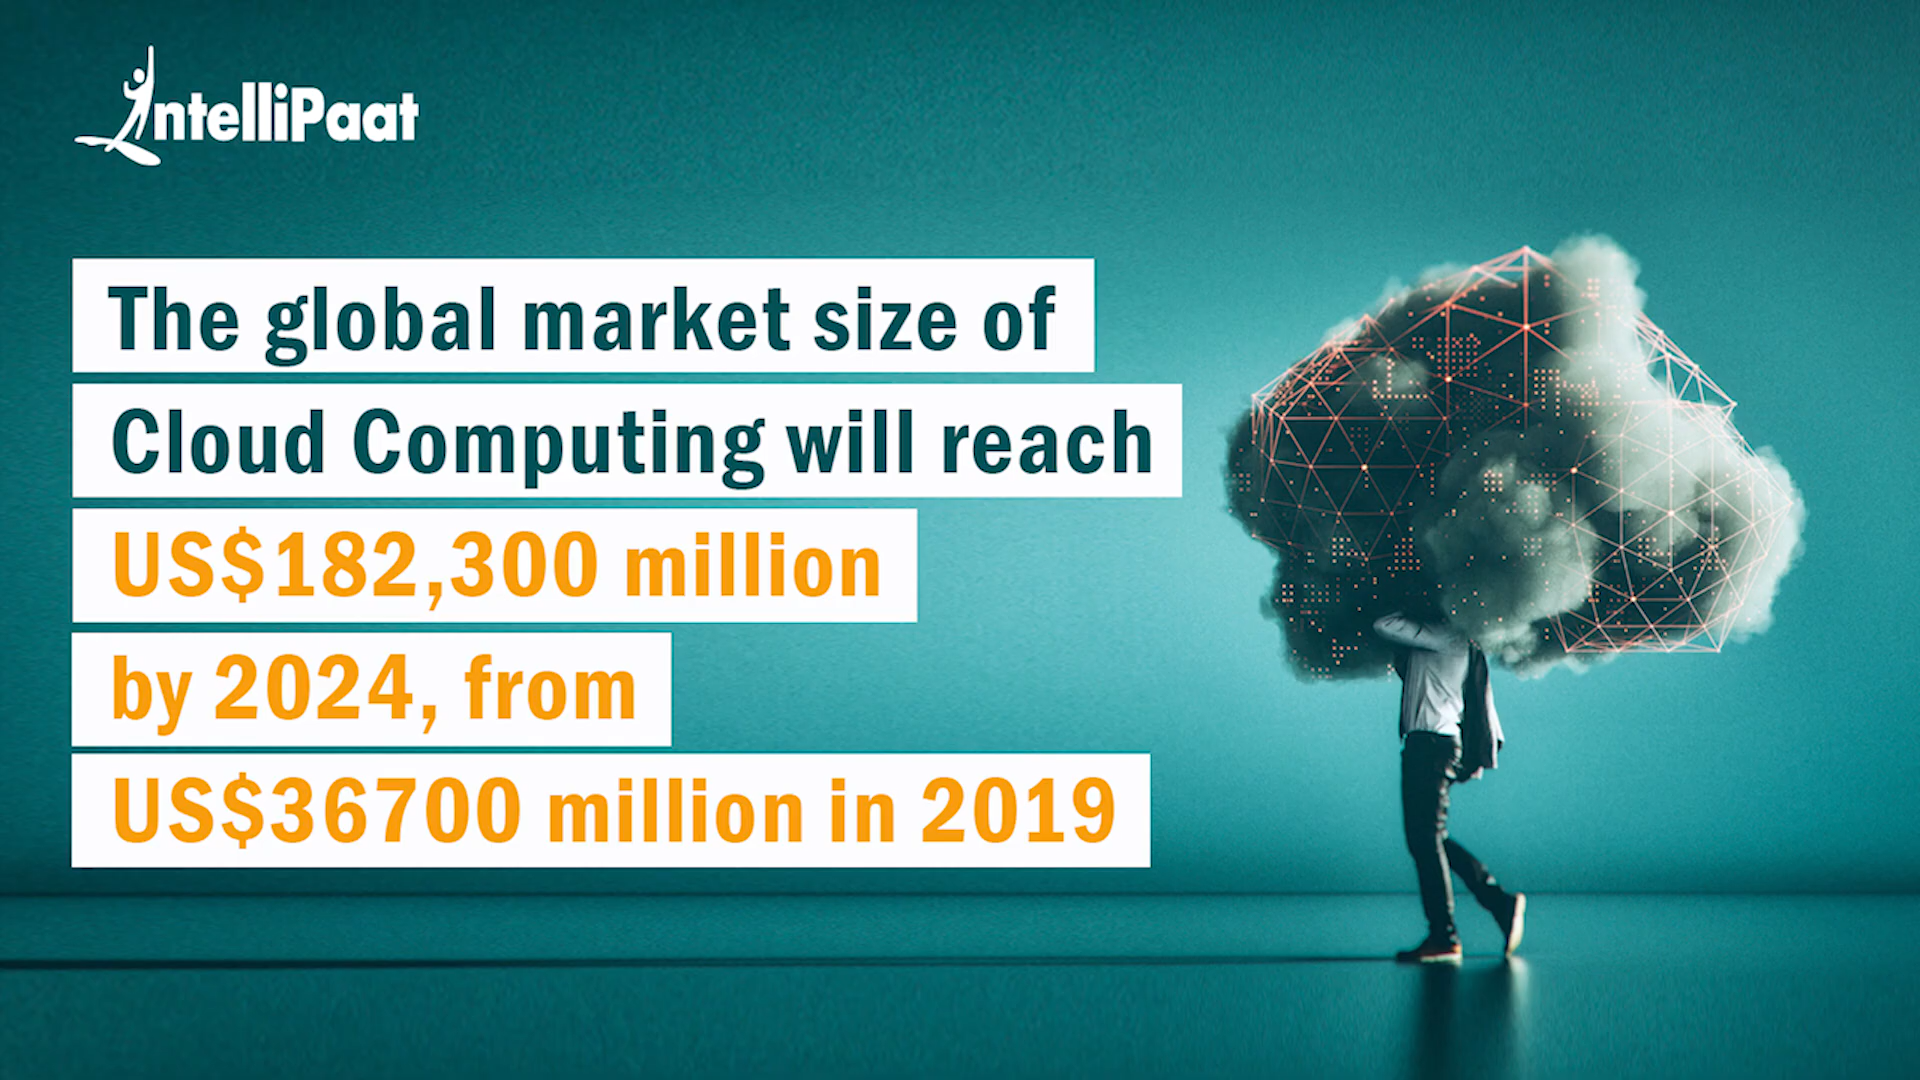 IntelliPaat
The global market size of
Cloud Computing will reach
US$182,300 million
by 2024, from
US$36700 million in 2019